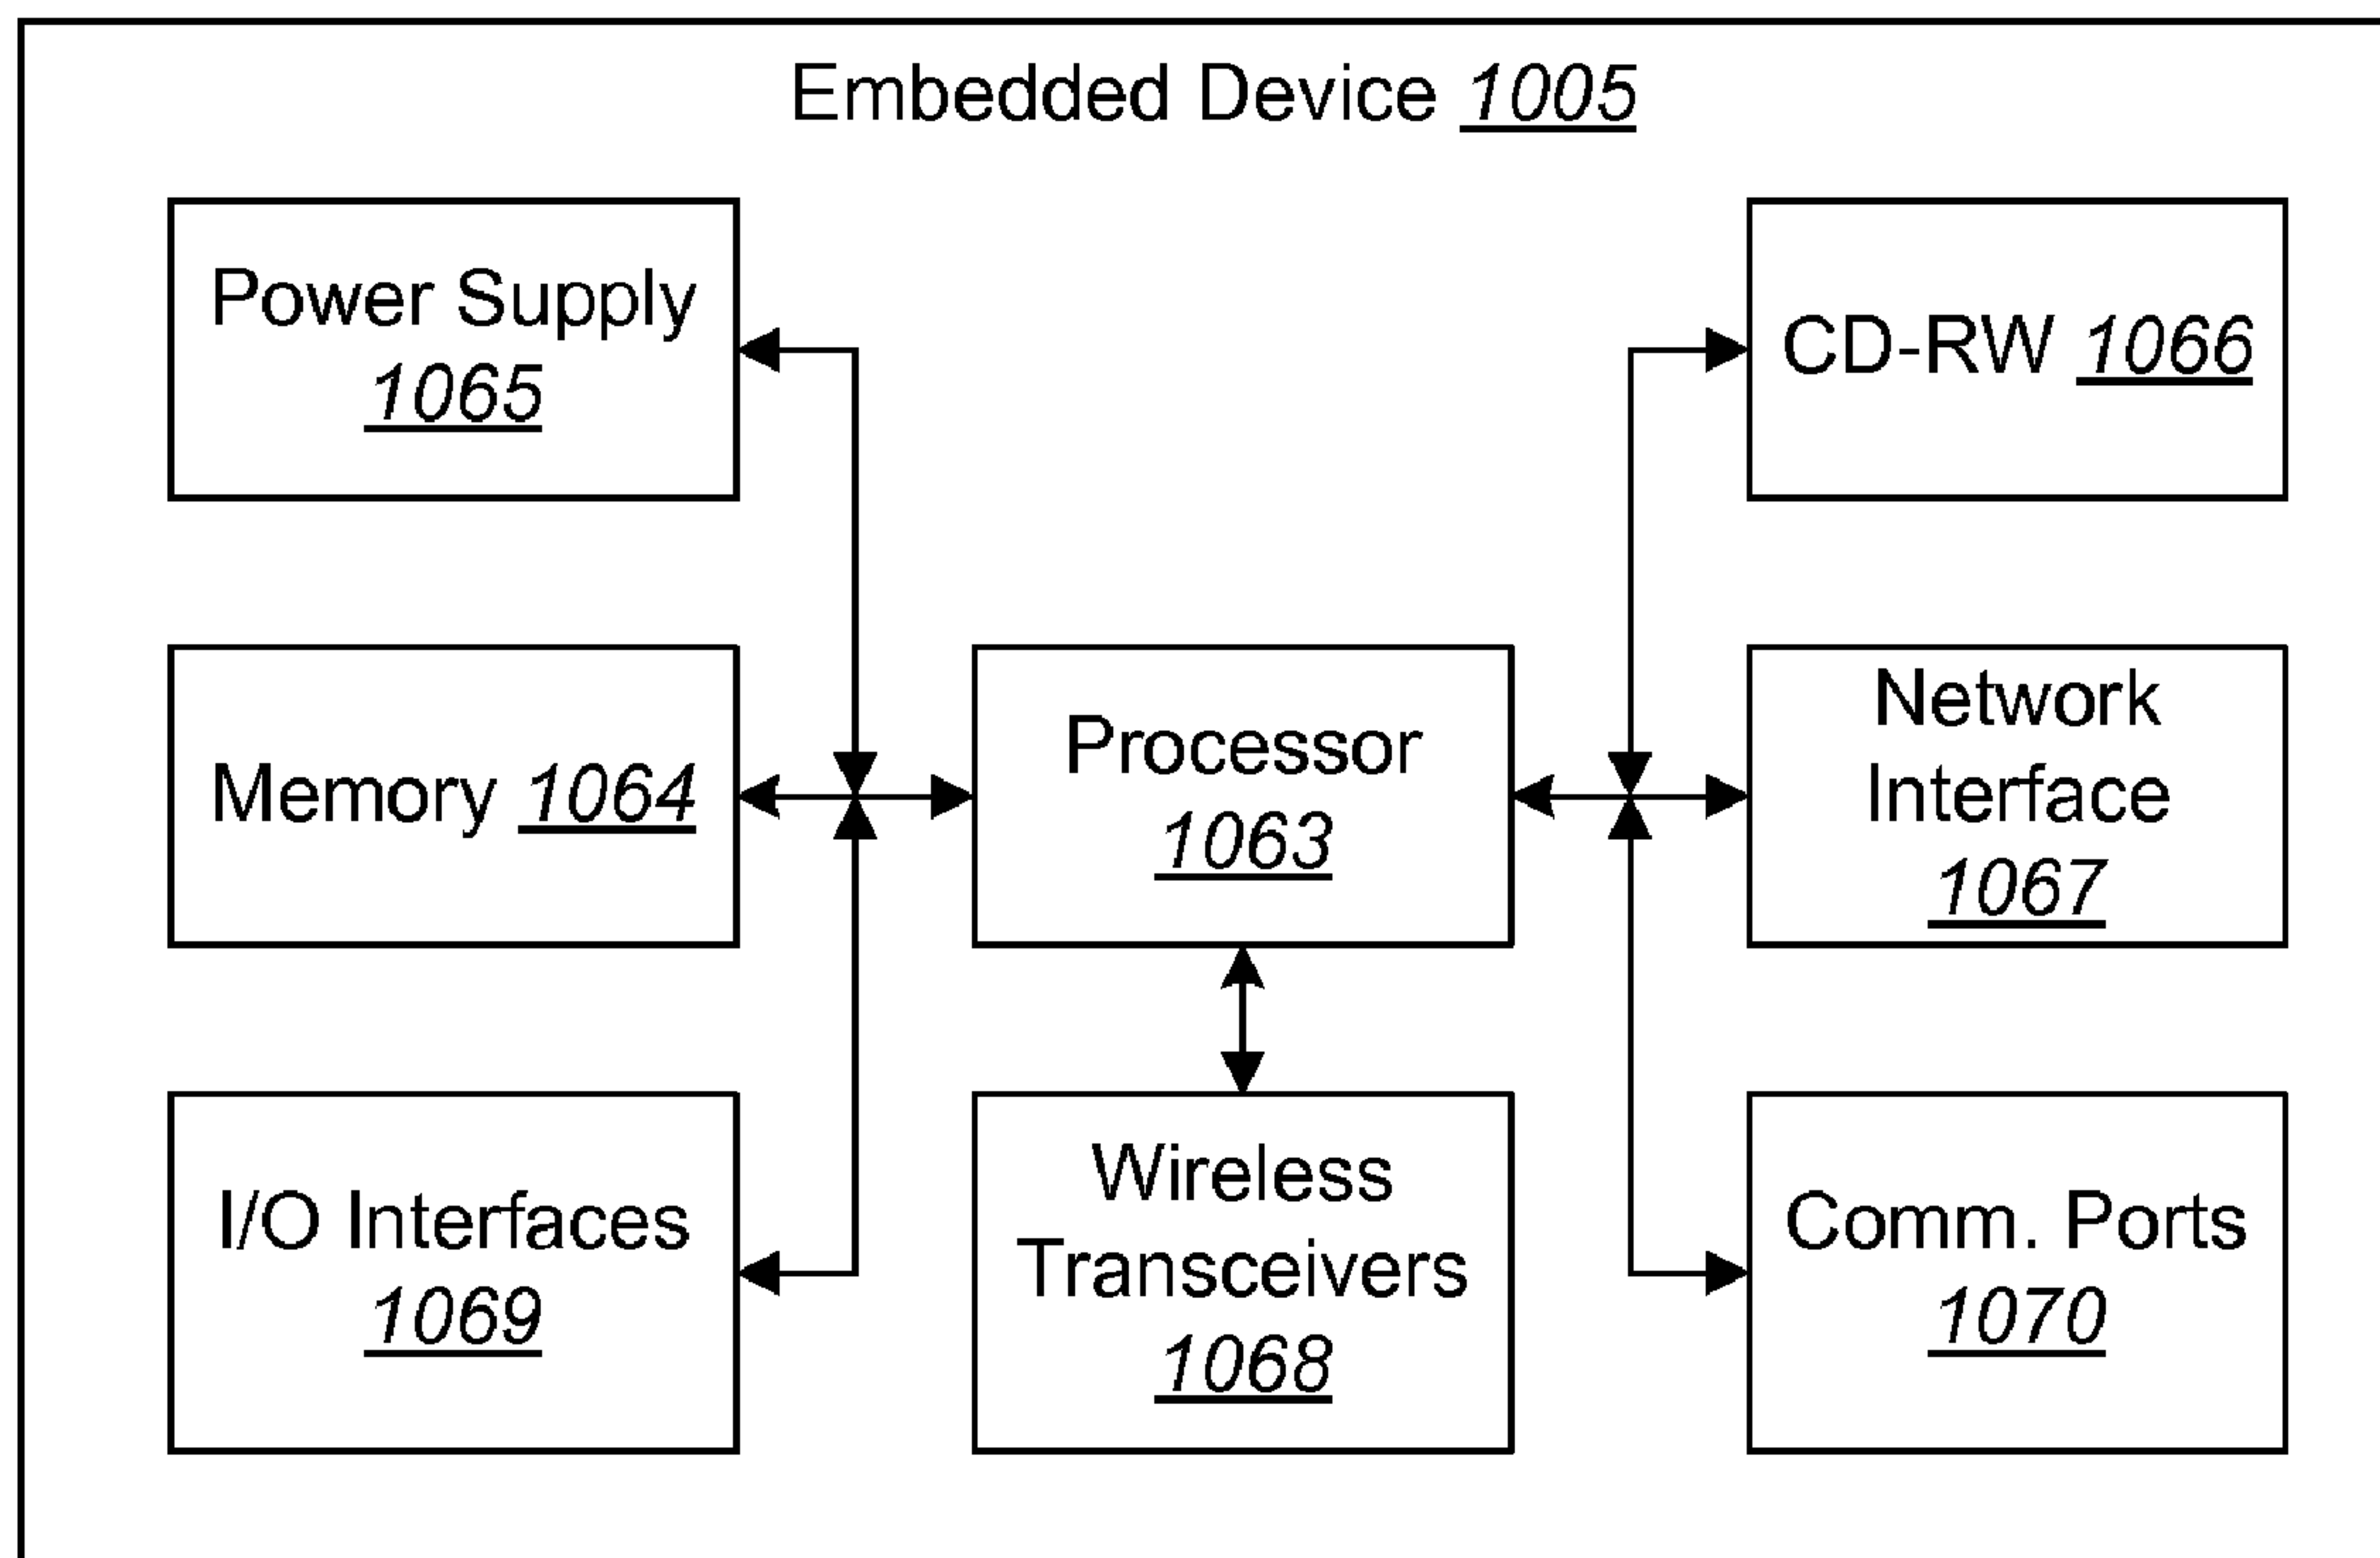 Embedded Device 1005
Power Supply
1065
CD-RW 1066
Memory 1064
Processor
1063
Network
Interface
1067
I/O Interfaces
1069
Wireless
Transceivers
1068
Comm. Ports
1070